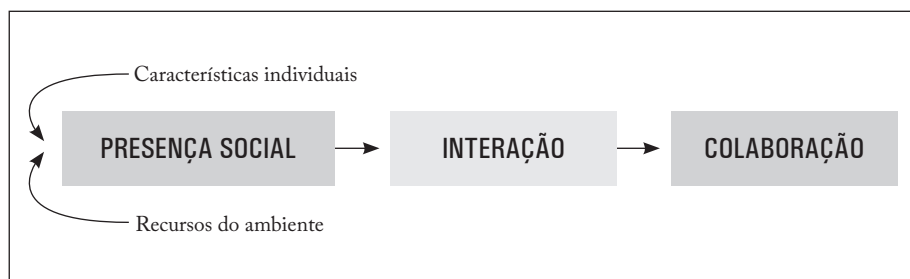 Características individuais
PRESENÇA SOCIAL
INTERAÇÃO
COLABORAÇÃO
Recursos do ambiente